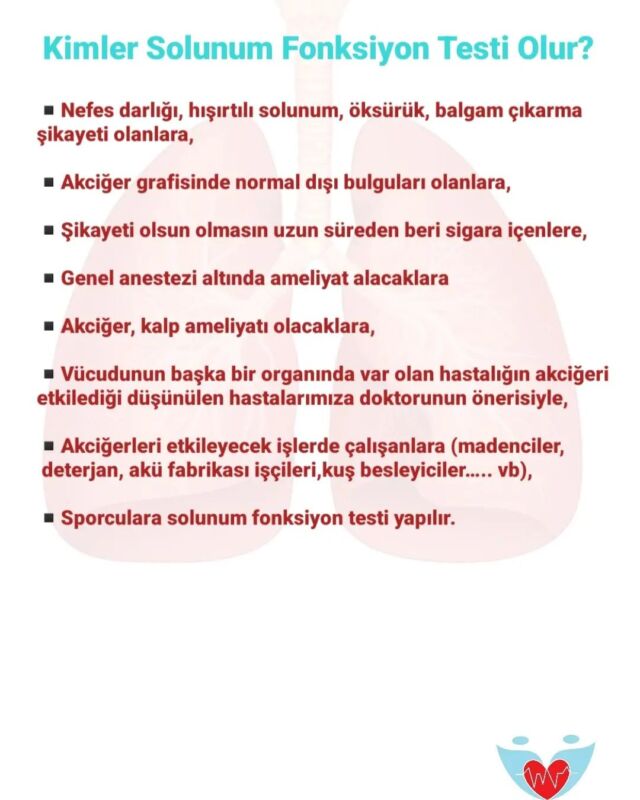 Kimler Solunum Fonksiyon Testi Olur?
▪ Nefes darlığı, hışırtılı solunum, öksürük, balgam çıkarma
şikayeti olanlara,
▪ Akciğer grafisinde normal dışı bulguları olanlara,
▪ Şikayeti olsun olmasın uzun süreden beri sigara içenlere,
▪ Genel anestezi altında ameliyat alacaklara
▪ Akciğer, kalp ameliyatı olacaklara,
▪ Vücudunun başka bir organında var olan hastalığın akciğeri
etkilediği düşünülen hastalarımıza doktorunun önerisiyle,
▪ Akciğerleri etkileyecek işlerde çalışanlara (madenciler,
deterjan, akü fabrikası işçileri,kuş besleyiciler..... vb),
▪ Sporculara solunum fonksiyon testi yapılır.